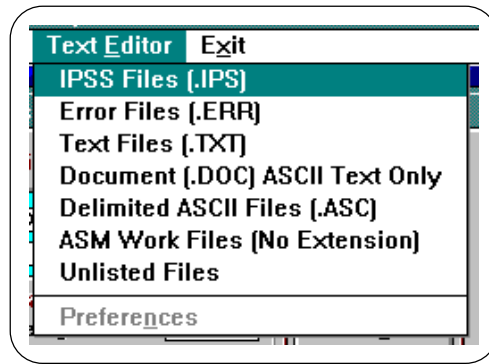 Text Editor Exit
IPSS Files (.IPS)
Error Files (.ERR)
Text Files (.TXT)
Document (.DOC) ASCII Text Only
Delimited ASCII Files (.ASC)
ASM Work Files (No Extension)
Unlisted Files
Preferences